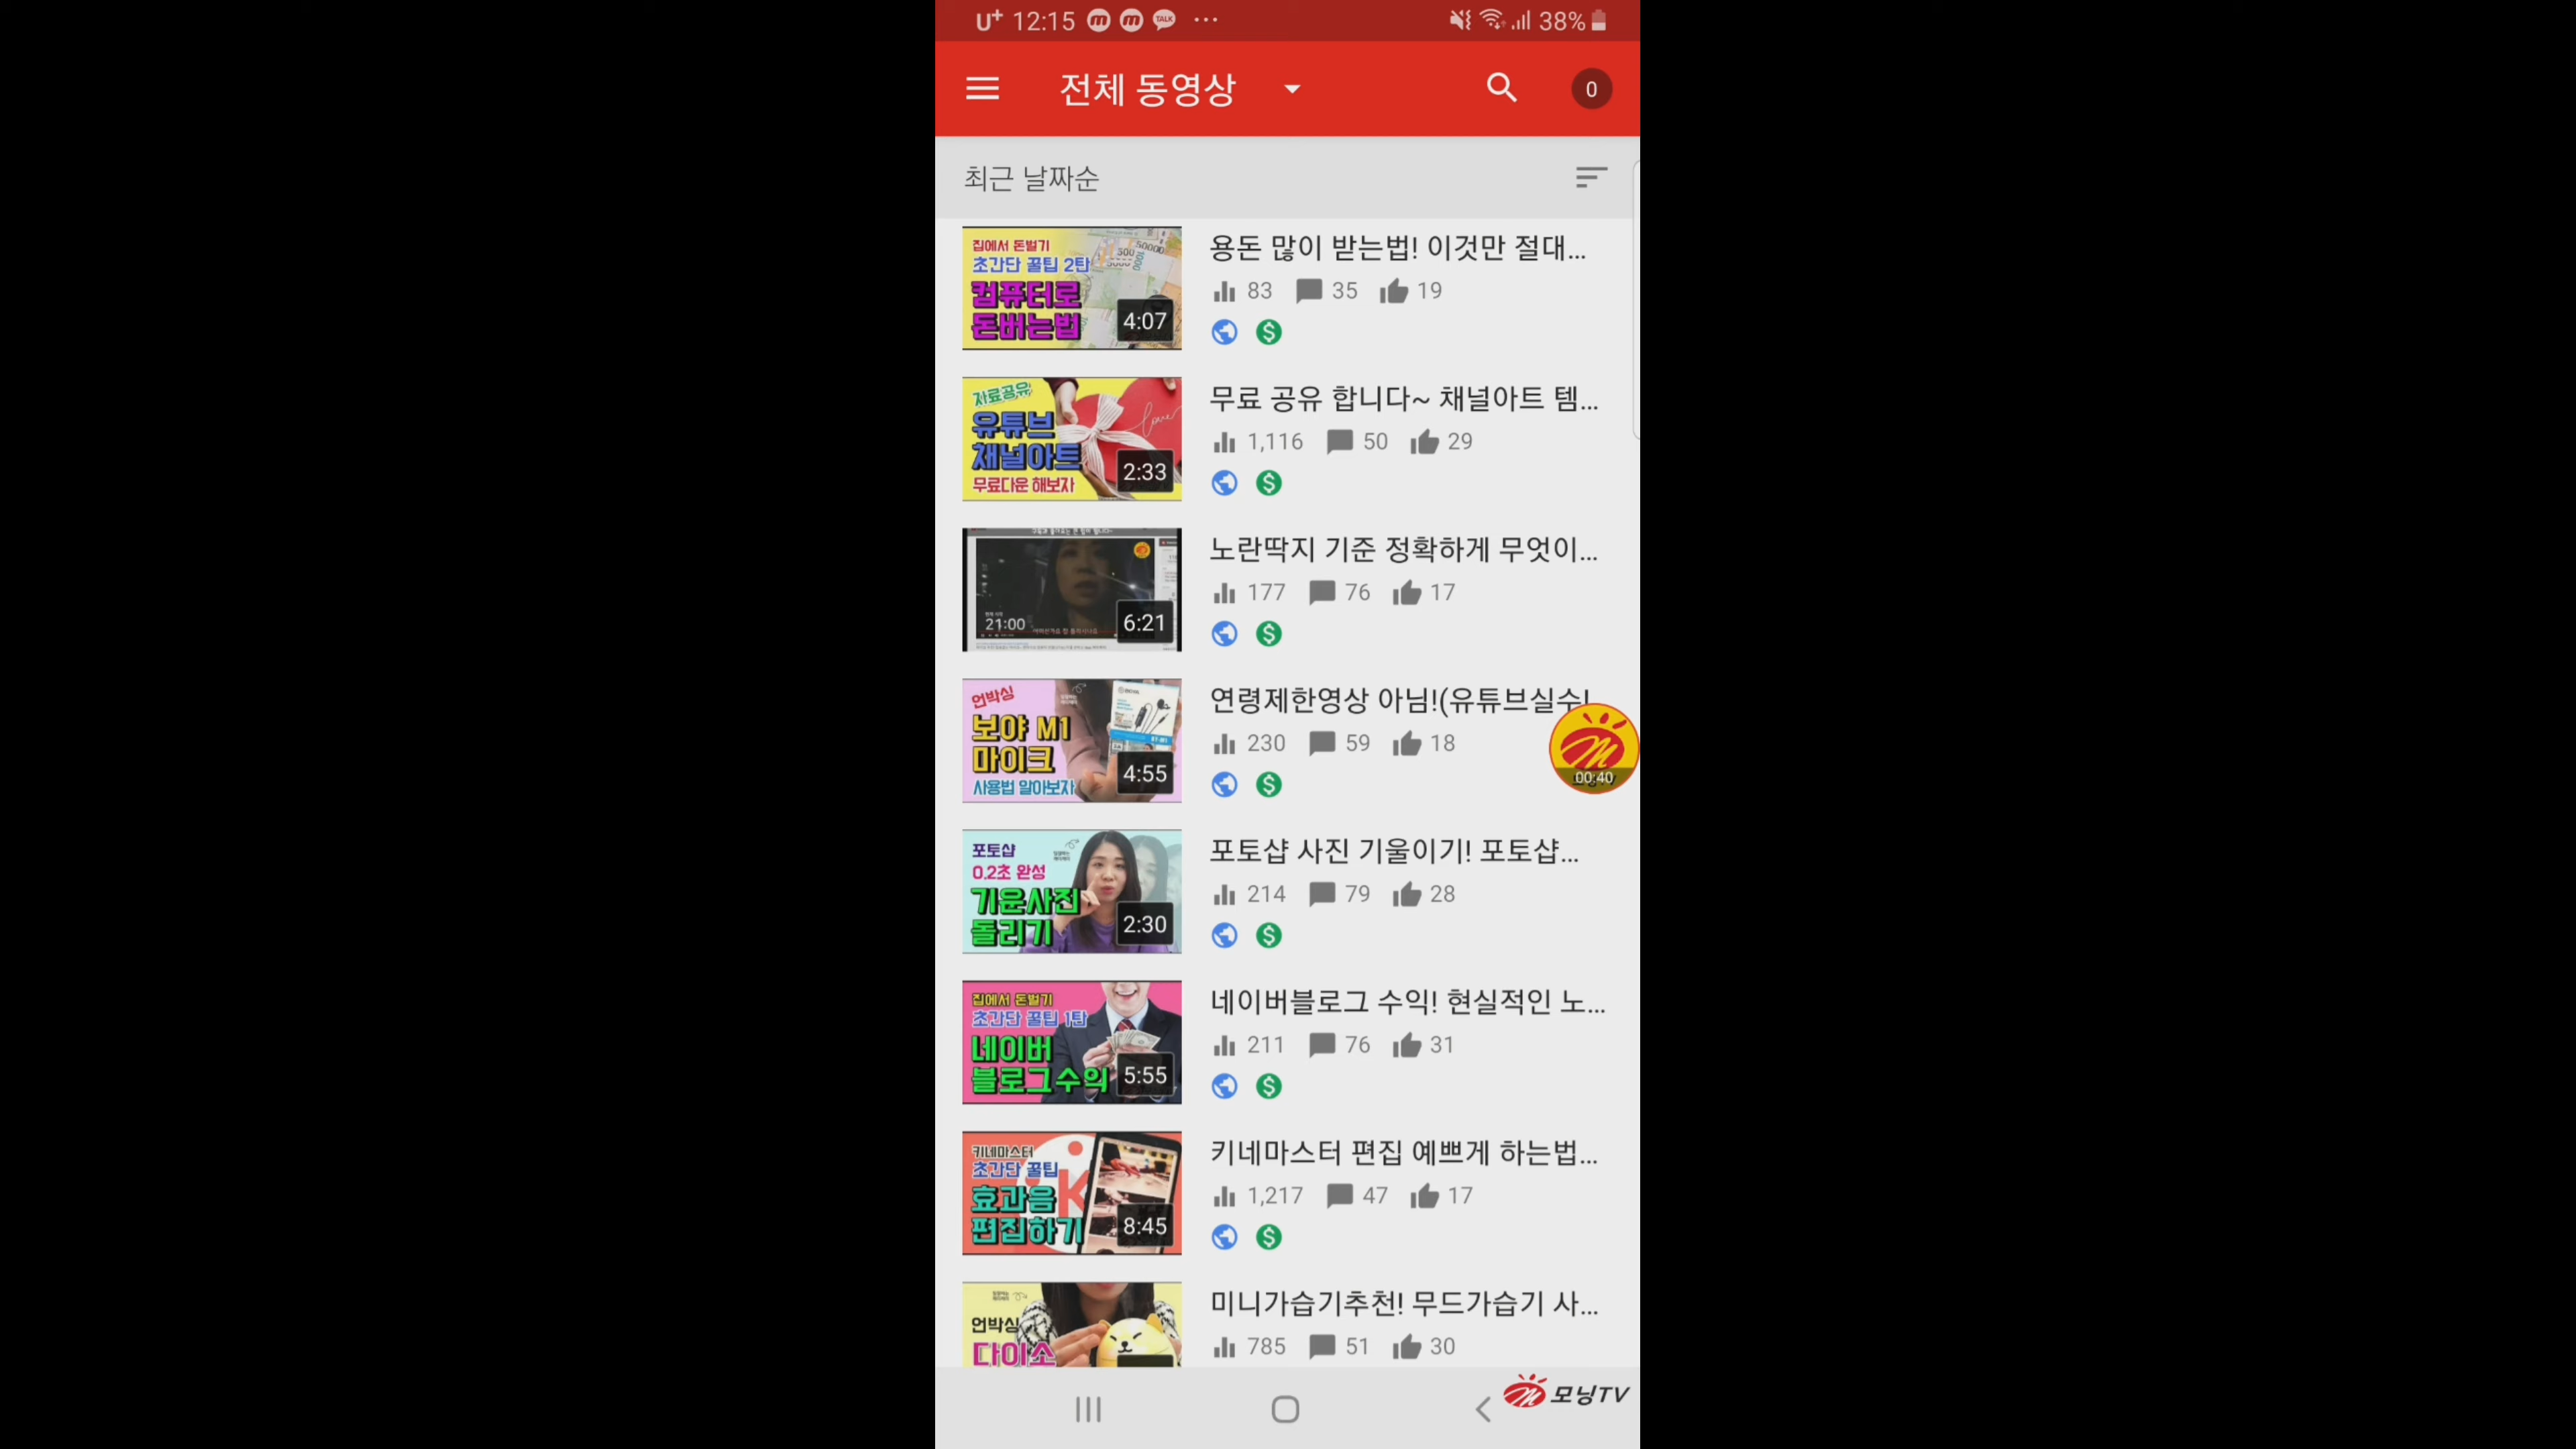 U+ 12:15 TALK ··· 38%
전체 동영상 0
최근 날짜순
집에서 돈벌기
초간단 꿀팁 2탄
컴퓨터로
돈버는법
4:07
용돈 많이 받는법! 이것만 절대...
83 35 19
자료공유
유튜브
채널아트
무료다운 해보자
love
2:33
무료 공유 합니다~ 채널아트 템...
1,116 50 29
21:00
6:21
노란딱지 기준 정확하게 무엇이...
177 76 17
언박싱
보야 M1
마이크
사용법 알아보자
4:55
연령제한영상 아님!(유튜브실수!
230 59 18
00:40
포토샵
0.2초 완성
기운사진
돌리기
2:30
포토샵 사진 기울이기! 포토샵...
214 79 28
집에서 돈벌기
초간단 꿀팁 1탄
네이버
블로그수익
5:55
네이버블로그 수익! 현실적인 노...
211 76 31
키네마스터
초간단 꿀팁
효과음
편집하기
8:45
키네마스터 편집 예쁘게 하는법...
1,217 47 17
언박싱
다이소
미니가습기추천! 무드가습기 사...
785 51 30
모닝TV